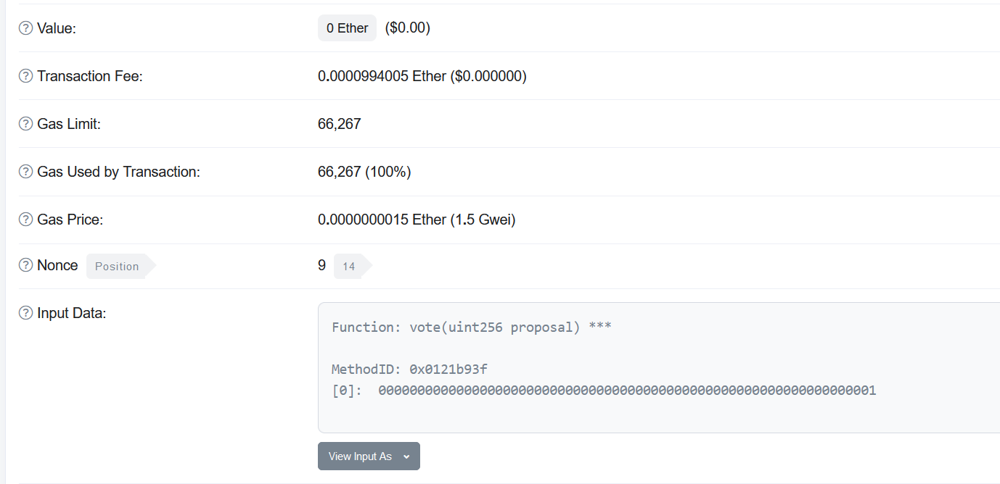 Value: 0 Ether ($0.00)
Transaction Fee: 0.0000994005 Ether ($0.000000)
Gas Limit: 66,267
Gas Used by Transaction: 66,267 (100%)
Gas Price: 0.0000000015 Ether (1.5 Gwei)
Nonce Position 9 14
Input Data:
Function: vote(uint256 proposal) ***
MethodID: 0x0121b93f
[0]: 0000000000000000000000000000000000000000000000000000000000000001
View Input As